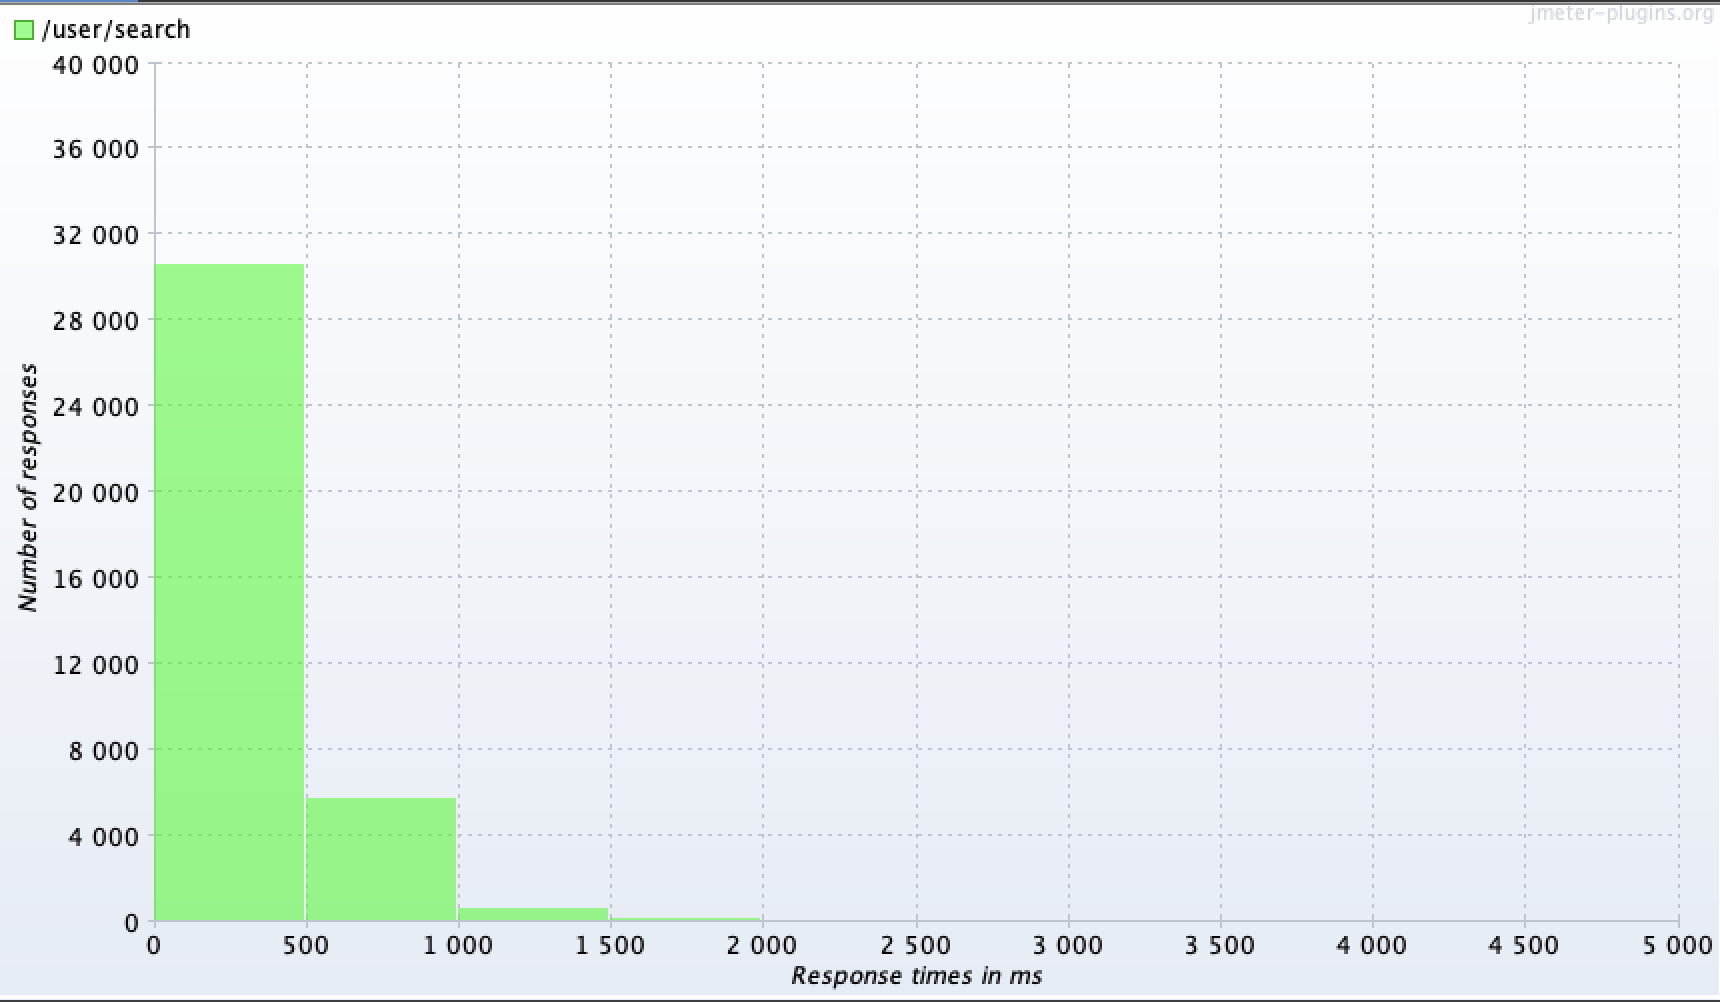 jmeter-plugins.org
/user/search
40 000
36 000
32 000
28 000
24 000
20 000
16 000
12 000
8 000
4 000
0
Number of responses
0 500 1 000 1 500 2 000 2 500 3 000 3 500 4 000 4 500 5 000
Response times in ms